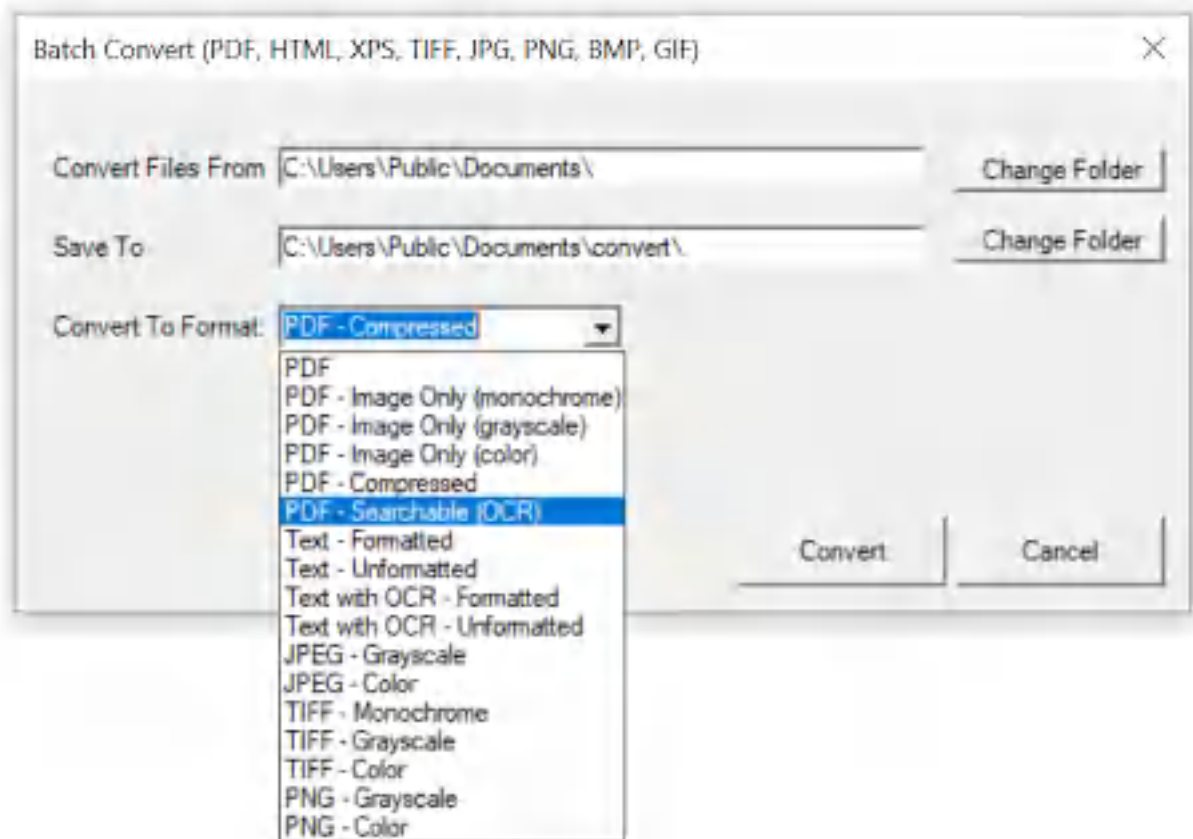 Batch Convert (PDF, HTML, XPS, TIFF, JPG, PNG, BMP, GIF)
Convert Files From C:\Users\Public\Documents\ Change Folder
Save To C:\Users\Public\Documents\convert\ Change Folder
Convert To Format: PDF - Compressed
PDF
PDF - Image Only (monochrome)
PDF - Image Only (grayscale)
PDF - Image Only (color)
PDF - Compressed
PDF - Searchable (OCR)
Text - Formatted
Text - Unformatted
Text with OCR - Formatted
Text with OCR - Unformatted
JPEG - Grayscale
JPEG - Color
TIFF - Monochrome
TIFF - Grayscale
TIFF - Color
PNG - Grayscale
PNG - Color
Convert Cancel